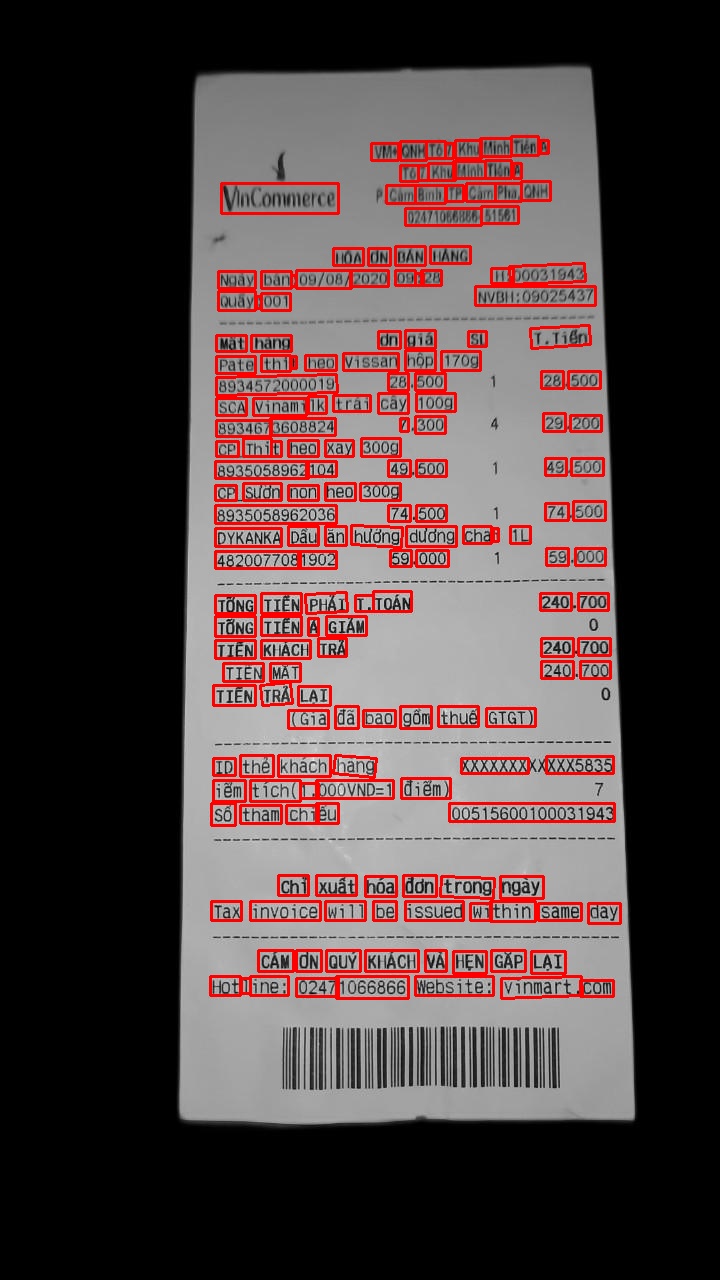 VinCommerce
VM+ QNH Tổ 7 Khu Minh Tiến A
Tổ 7 Khu Minh Tiến A
P. Cẩm Bình TP. Cẩm Phả, QNH
02471066866-51561
HÓA ĐƠN BÁN HÀNG
Ngày bán:09/08/2020 09:28 HĐ:00031943
Quầy:001 NVBH:09025437
Mặt hàng Đơn giá SL T.Tiền
Pate thịt heo Vissan hộp 170g
8934572000019 28.500 1 28.500
SCA Vinamilk trái cây 100g
8934673608824 7.300 4 29.200
CP_Thịt heo xay 300g
8935058962104 49.500 1 49.500
CP_Sườn non heo 300g
8935058962036 74.500 1 74.500
DYKANKA Dầu ăn hướng dương chai 1L
4820077081902 59.000 1 59.000
TỔNG TIỀN PHẢI T.TOÁN 240.700
TỔNG TIỀN ĐÃ GIẢM 0
TIỀN KHÁCH TRẢ 240.700
TIỀN MẶT 240.700
TIỀN TRẢ LẠI 0
(Giá đã bao gồm thuế GTGT)
ID thẻ khách hàng XXXXXXXXXXXX5835
Điểm tích(1.000VND=1 điểm) 7
Số tham chiếu 00515600100031943
Chỉ xuất hóa đơn trong ngày
Tax invoice will be issued within same day
CẢM ƠN QUÝ KHÁCH VÀ HẸN GẶP LẠI
Hotline: 02471066866 Website: vinmart.com